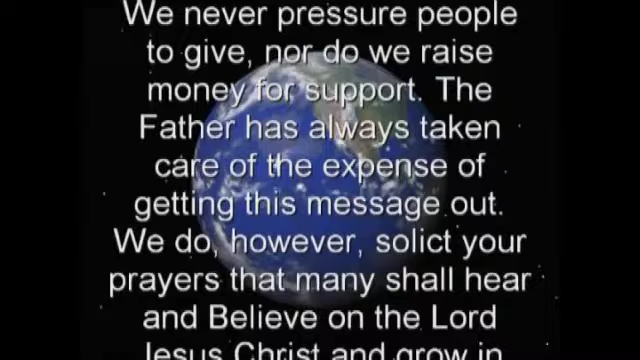 We never pressure people
to give, nor do we raise
money for support. The
Father has always taken
care of the expense of
getting this message out.
We do, however, solict your
prayers that many shall hear
and Believe on the Lord
Jesus Christ and grow in